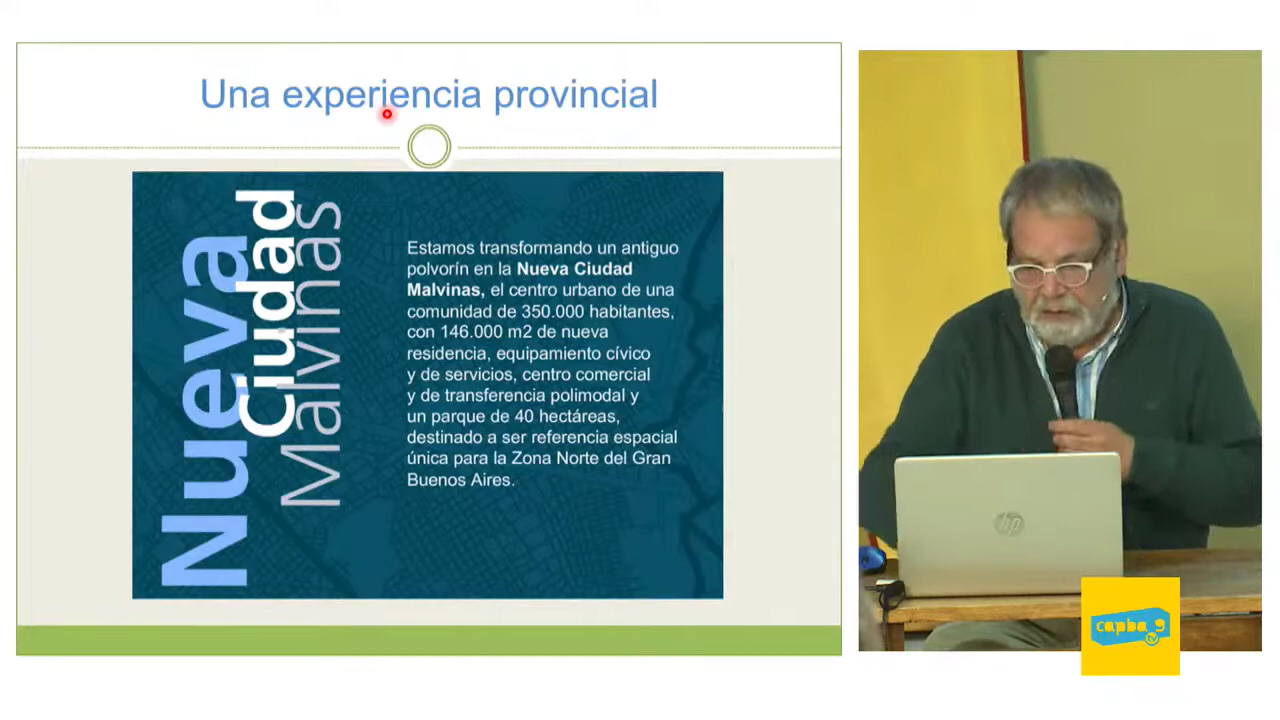 Una experiencia provincial
Nueva
Ciudad
Malvinas
Estamos transformando un antiguo
polvorín en la Nueva Ciudad
Malvinas, el centro urbano de una
comunidad de 350.000 habitantes,
con 146.000 m2 de nueva
residencia, equipamiento cívico
y de servicios, centro comercial
y de transferencia polimodal y
un parque de 40 hectáreas,
destinado a ser referencia espacial
única para la Zona Norte del Gran
Buenos Aires.
hp
capba 9
tv